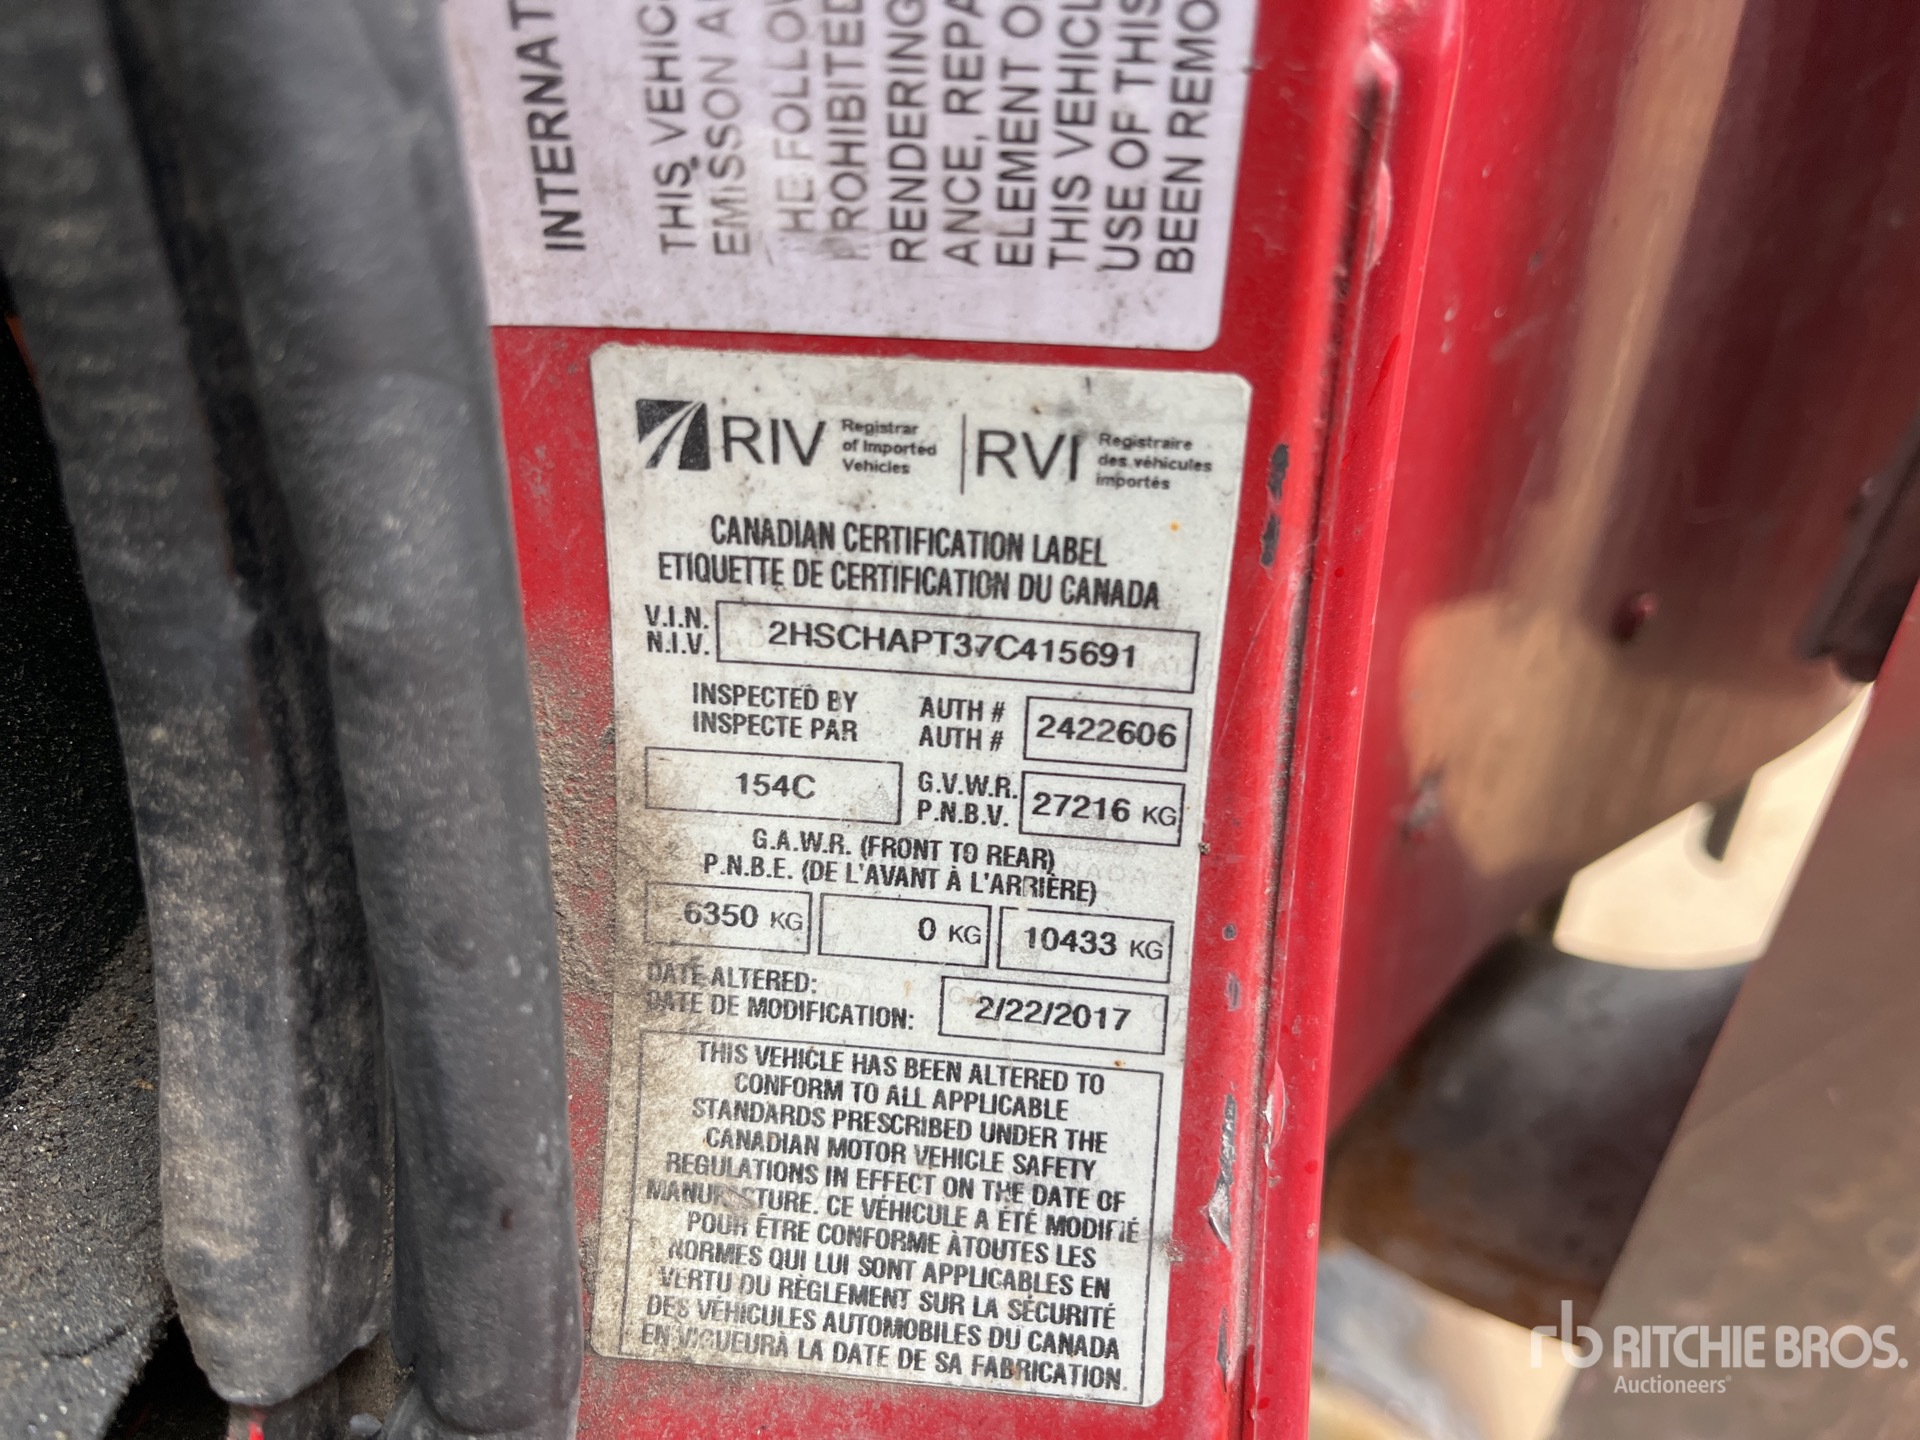 INTERNAT
THIS VEHIC
EMISSON A
THE FOLLOW
PROHIBITED
RENDERING
ANCE, REPA
ELEMENT O
THIS VEHICL
USE OF THIS
BEEN REMO
RIV Registrar of Imported Vehicles | RVI Registraire des véhicules importés
CANADIAN CERTIFICATION LABEL
ETIQUETTE DE CERTIFICATION DU CANADA
V.I.N. 2HSCHAPT37C415691
N.I.V.
INSPECTED BY AUTH # 2422606
INSPECTE PAR AUTH #
154C G.V.W.R. 27216 KG
P.N.B.V.
G.A.W.R. (FRONT TO REAR)
P.N.B.E. (DE L'AVANT À L'ARRIÈRE)
6350 KG 0 KG 10433 KG
DATE ALTERED:
DATE DE MODIFICATION: 2/22/2017
THIS VEHICLE HAS BEEN ALTERED TO
CONFORM TO ALL APPLICABLE
STANDARDS PRESCRIBED UNDER THE
CANADIAN MOTOR VEHICLE SAFETY
REGULATIONS IN EFFECT ON THE DATE OF
MANUFACTURE. CE VÉHICULE A ÉTÉ MODIFIÉ
POUR ÊTRE CONFORME ÀTOUTES LES
NORMES QUI LUI SONT APPLICABLES EN
VERTU DU RÈGLEMENT SUR LA SÉCURITÉ
DES VÉHICULES AUTOMOBILES DU CANADA
EN VIGUEURÀ LA DATE DE SA FABRICATION.
rb RITCHIE BROS.
Auctioneers